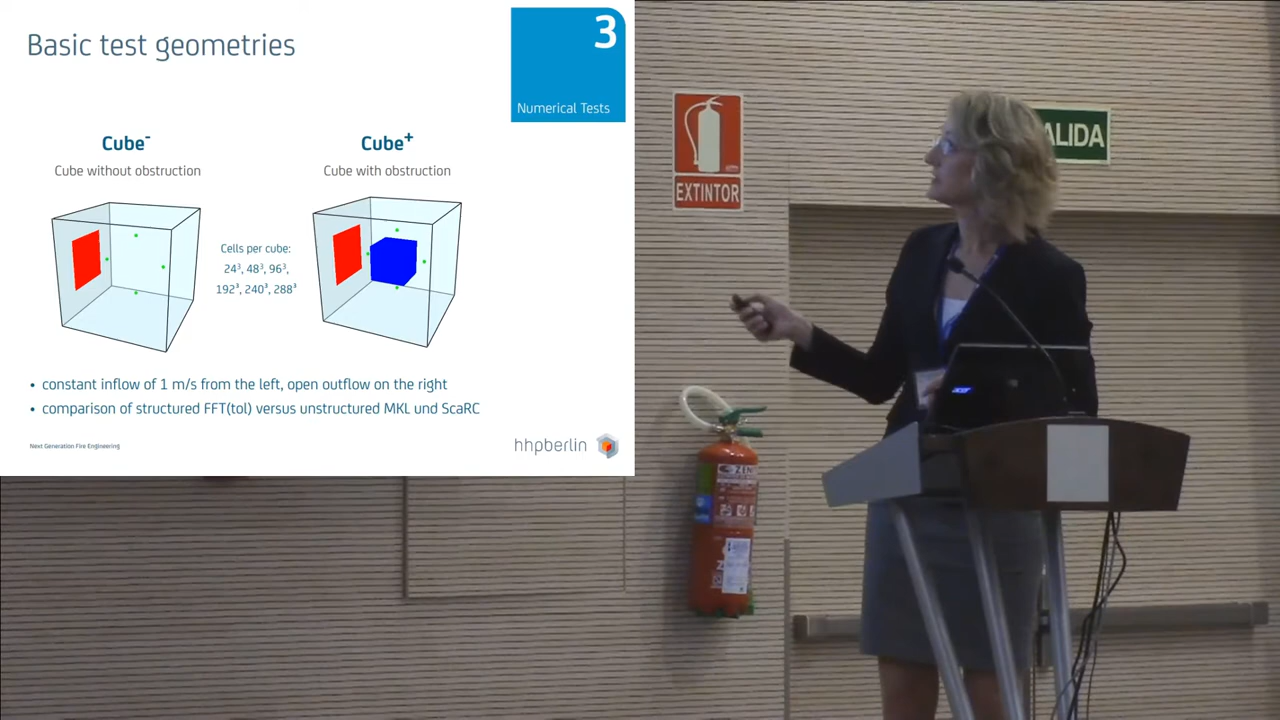 Basic test geometries
3
Numerical Tests
Cube⁻
Cube without obstruction
Cube⁺
Cube with obstruction
Cells per cube:
24³, 48³, 96³,
192³, 240³, 288³
• constant inflow of 1 m/s from the left, open outflow on the right
• comparison of structured FFT(tol) versus unstructured MKL und ScaRC
Next Generation Fire Engineering
hhpberlin
EXTINTOR
ALIDA
acer
ZEN